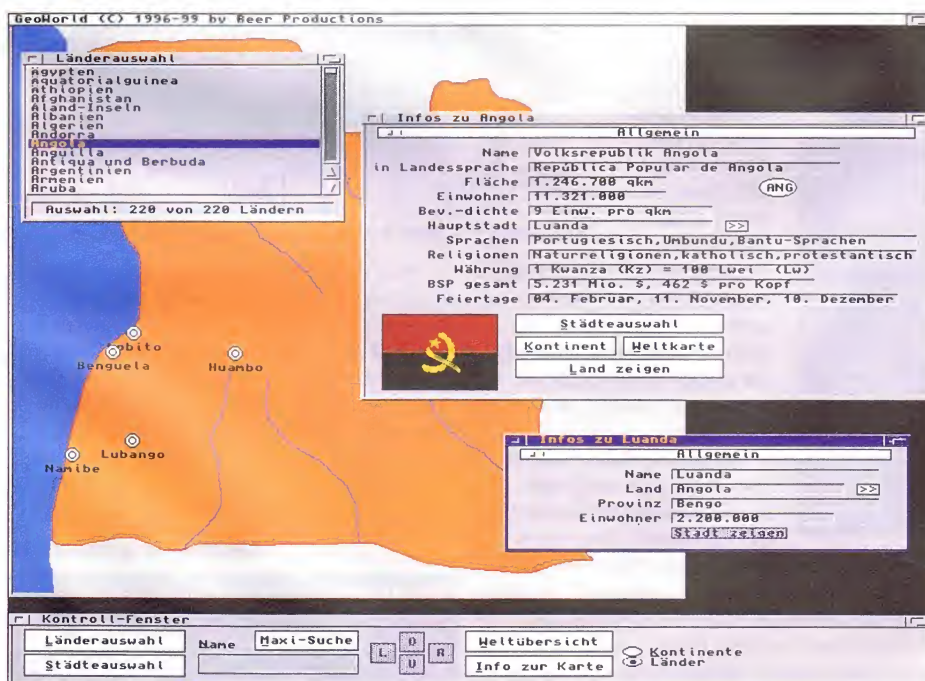 GeoWorld (C) 1996-99 by Beer Productions
Länderauswahl
Ägypten
Äquatorialguinea
Äthiopien
Afghanistan
Aland-Inseln
Albanien
Algerien
Andorra
Angola
Anguilla
Antiqua und Berbuda
Argentinien
Armenien
Aruba
Auswahl: 220 von 220 Ländern
Infos zu Angola
Allgemein
Name Volksrepublik Angola
in Landessprache República Popular de Angola
Fläche 1.246.700 qkm
ANG
Einwohner 11.321.000
Bev.-dichte 9 Einw. pro qkm
Hauptstadt Luanda >>
Sprachen Portugiesisch,Umbundu,Bantu-Sprachen
Religionen Naturreligionen,katholisch,protestantisch
Währung 1 Kwanza (Kz) = 100 Lwei (Lw)
BSP gesamt 5.231 Mio. $, 462 $ pro Kopf
Feiertage 04. Februar, 11. November, 10. Dezember
Städteauswahl
Kontinent Weltkarte
Land zeigen
Lobito
Benguela
Huambo
Lubango
Namibe
Infos zu Luanda
Allgemein
Name Luanda
Land Angola >>
Provinz Bengo
Einwohner 2.200.000
Stadt zeigen
Kontroll-Fenster
Länderauswahl
Städteauswahl
Name Maxi-Suche
O
L R
U
Weltübersicht
Info zur Karte
Kontinente
Länder